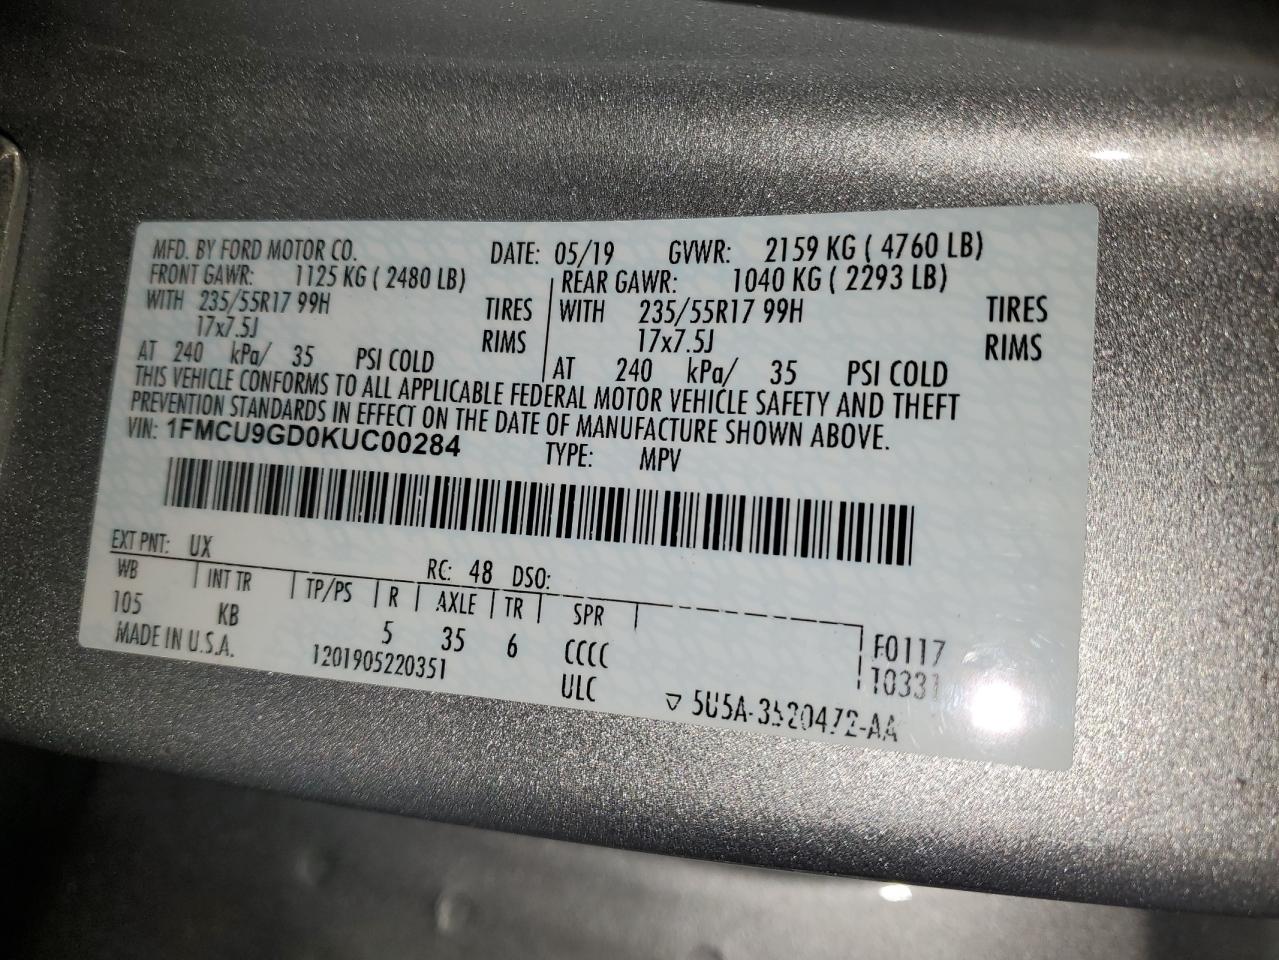 MFD. BY FORD MOTOR CO. DATE: 05/19 GVWR: 2159 KG ( 4760 LB)
FRONT GAWR: 1125 KG ( 2480 LB) REAR GAWR: 1040 KG ( 2293 LB)
WITH 235/55R17 99H TIRES WITH 235/55R17 99H TIRES
17x7.5J RIMS 17x7.5J RIMS
AT 240 kPa/ 35 PSI COLD AT 240 kPa/ 35 PSI COLD
THIS VEHICLE CONFORMS TO ALL APPLICABLE FEDERAL MOTOR VEHICLE SAFETY AND THEFT
PREVENTION STANDARDS IN EFFECT ON THE DATE OF MANUFACTURE SHOWN ABOVE.
VIN: 1FMCU9GD0KUC00284 TYPE: MPV
EXT PNT: UX RC: 48 DSO:
WB INT TR TP/PS R AXLE TR SPR
105 KB 5 35 6 CCCC F0117
MADE IN U.S.A. 1201905220351 ULC T0331
5U5A-3520472-AA